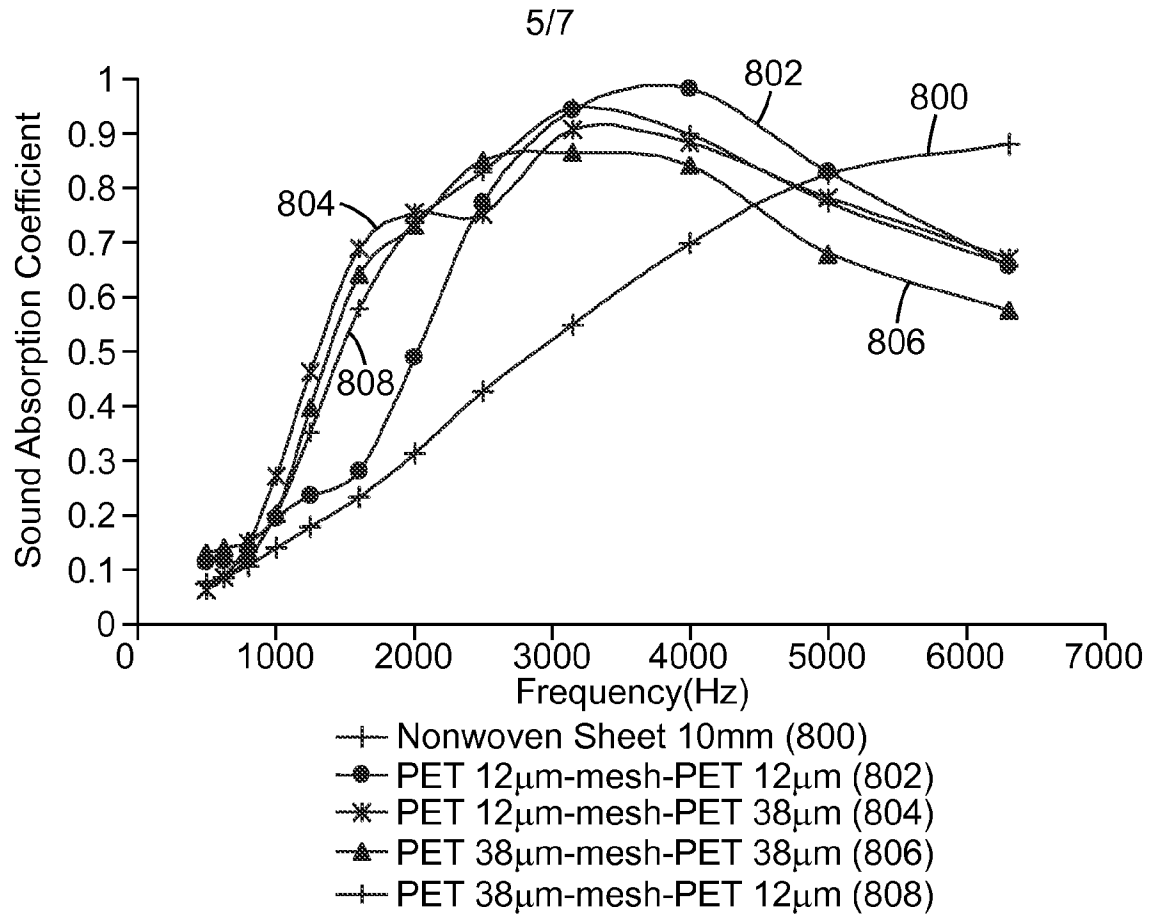 5/7
1
0.9
0.8
0.7
0.6
0.5
0.4
0.3
0.2
0.1
0
Sound Absorption Coefficient
802
800
804
808
806
0 1000 2000 3000 4000 5000 6000 7000
Frequency(Hz)
Nonwoven Sheet 10mm (800)
PET 12μm-mesh-PET 12μm (802)
PET 12μm-mesh-PET 38μm (804)
PET 38μm-mesh-PET 38μm (806)
PET 38μm-mesh-PET 12μm (808)